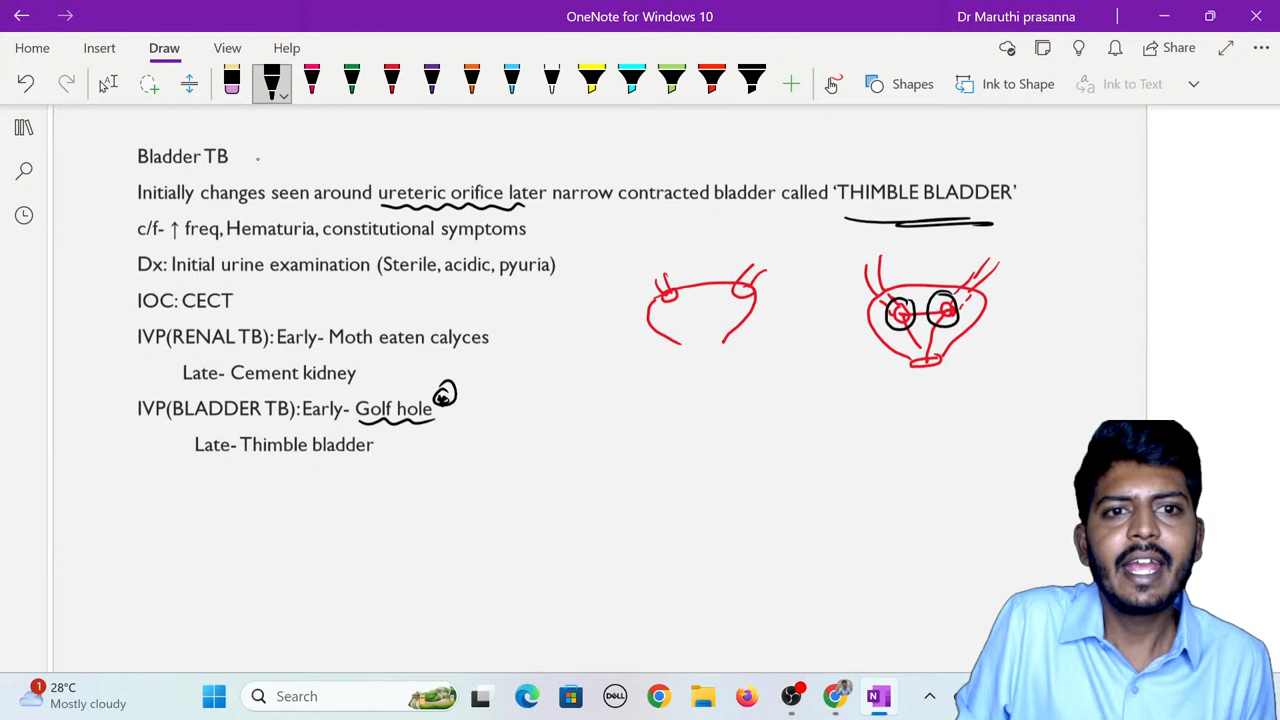 OneNote for Windows 10
Dr Maruthi prasanna
Home Insert Draw View Help
Share
Shapes
Ink to Shape
Ink to Text
Bladder TB
Initially changes seen around ureteric orifice later narrow contracted bladder called ‘THIMBLE BLADDER’
c/f- ↑ freq, Hematuria, constitutional symptoms
Dx: Initial urine examination (Sterile, acidic, pyuria)
IOC: CECT
IVP(RENAL TB): Early- Moth eaten calyces
Late- Cement kidney
IVP(BLADDER TB): Early- Golf hole
Late- Thimble bladder
1
28°C
Mostly cloudy
Search
DELL
N